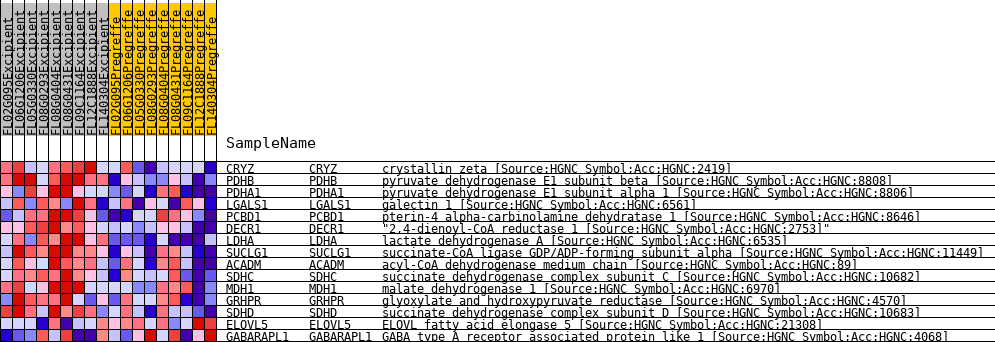 FL02G095Excipient
FL06G1206Excipient
FL05G0330Excipient
FL08G0293Excipient
FL08G0404Excipient
FL08G0431Excipient
FL09C1164Excipient
FL12C1888Excipient
FL140304Excipient
FL02G095Pregreffe
FL06G1206Pregreffe
FL05G0330Pregreffe
FL08G0293Pregreffe
FL08G0404Pregreffe
FL08G0431Pregreffe
FL09C1164Pregreffe
FL12C1888Pregreffe
FL140304Pregreffe
SampleName
CRYZ CRYZ crystallin zeta [Source:HGNC Symbol;Acc:HGNC:2419]
PDHB PDHB pyruvate dehydrogenase E1 subunit beta [Source:HGNC Symbol;Acc:HGNC:8808]
PDHA1 PDHA1 pyruvate dehydrogenase E1 subunit alpha 1 [Source:HGNC Symbol;Acc:HGNC:8806]
LGALS1 LGALS1 galectin 1 [Source:HGNC Symbol;Acc:HGNC:6561]
PCBD1 PCBD1 pterin-4 alpha-carbinolamine dehydratase 1 [Source:HGNC Symbol;Acc:HGNC:8646]
DECR1 DECR1 "2,4-dienoyl-CoA reductase 1 [Source:HGNC Symbol;Acc:HGNC:2753]"
LDHA LDHA lactate dehydrogenase A [Source:HGNC Symbol;Acc:HGNC:6535]
SUCLG1 SUCLG1 succinate-CoA ligase GDP/ADP-forming subunit alpha [Source:HGNC Symbol;Acc:HGNC:11449]
ACADM ACADM acyl-CoA dehydrogenase medium chain [Source:HGNC Symbol;Acc:HGNC:89]
SDHC SDHC succinate dehydrogenase complex subunit C [Source:HGNC Symbol;Acc:HGNC:10682]
MDH1 MDH1 malate dehydrogenase 1 [Source:HGNC Symbol;Acc:HGNC:6970]
GRHPR GRHPR glyoxylate and hydroxypyruvate reductase [Source:HGNC Symbol;Acc:HGNC:4570]
SDHD SDHD succinate dehydrogenase complex subunit D [Source:HGNC Symbol;Acc:HGNC:10683]
ELOVL5 ELOVL5 ELOVL fatty acid elongase 5 [Source:HGNC Symbol;Acc:HGNC:21308]
GABARAPL1 GABARAPL1 GABA type A receptor associated protein like 1 [Source:HGNC Symbol;Acc:HGNC:4068]